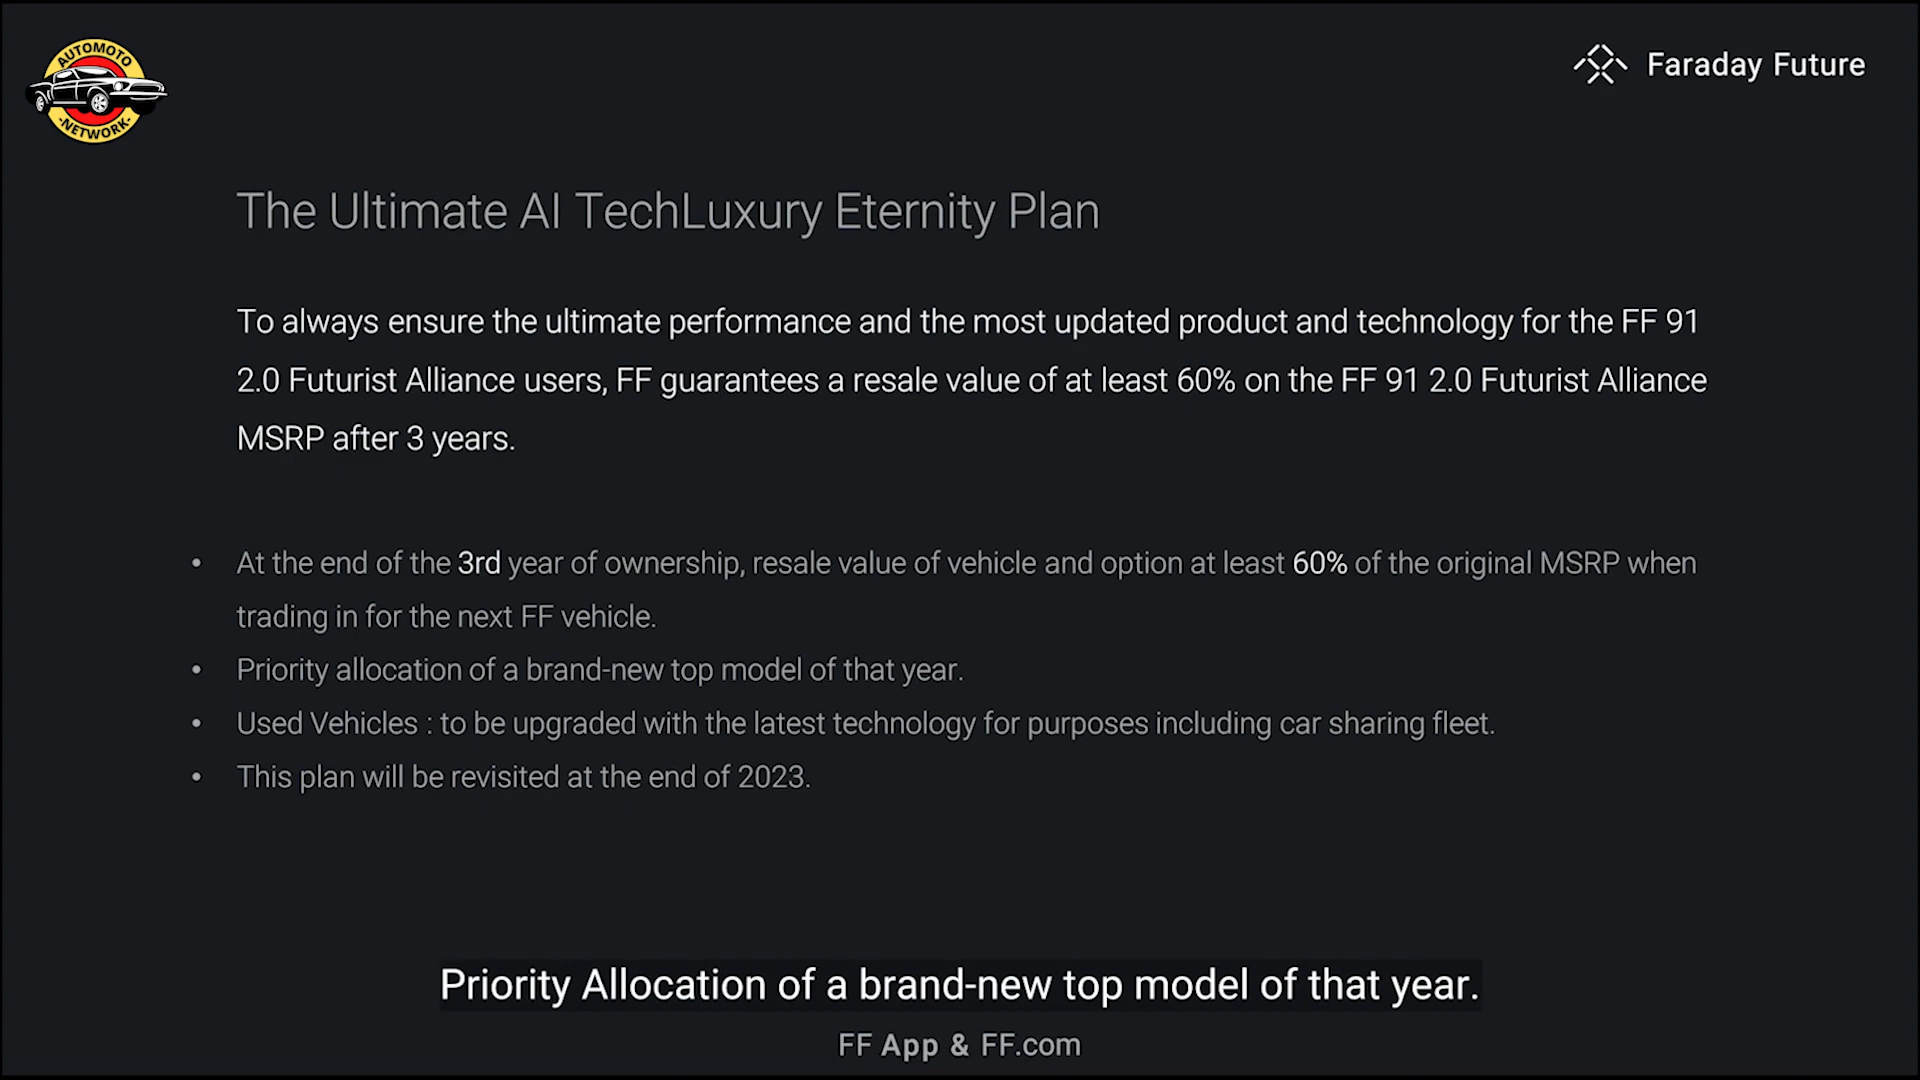 AUTOMOTO
-NETWORK-
Faraday Future
The Ultimate AI TechLuxury Eternity Plan
To always ensure the ultimate performance and the most updated product and technology for the FF 91
2.0 Futurist Alliance users, FF guarantees a resale value of at least 60% on the FF 91 2.0 Futurist Alliance
MSRP after 3 years.
• At the end of the 3rd year of ownership, resale value of vehicle and option at least 60% of the original MSRP when
trading in for the next FF vehicle.
• Priority allocation of a brand-new top model of that year.
• Used Vehicles : to be upgraded with the latest technology for purposes including car sharing fleet.
• This plan will be revisited at the end of 2023.
Priority Allocation of a brand-new top model of that year.
FF App & FF.com